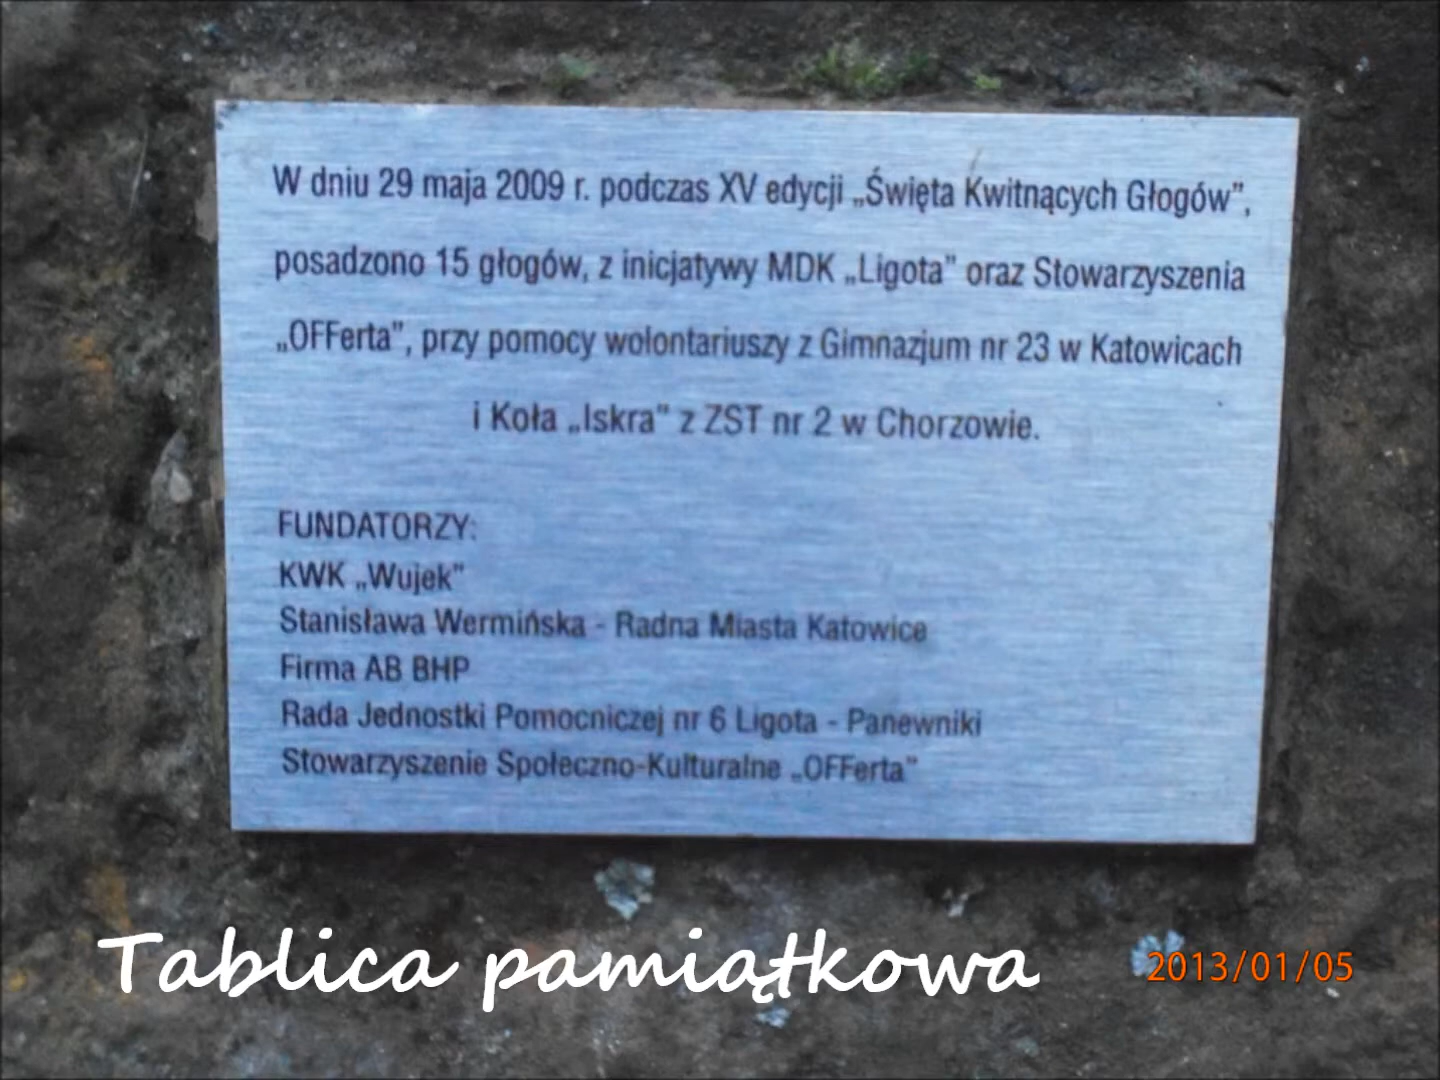 W dniu 29 maja 2009 r. podczas XV edycji „Święta Kwitnących Głogów”,
posadzono 15 głogów, z inicjatywy MDK „Ligota” oraz Stowarzyszenia
„OFFerta”, przy pomocy wolontariuszy z Gimnazjum nr 23 w Katowicach
i Koła „Iskra” z ZST nr 2 w Chorzowie.
FUNDATORZY:
KWK „Wujek”
Stanisława Wermińska - Radna Miasta Katowice
Firma AB BHP
Rada Jednostki Pomocniczej nr 6 Ligota - Panewniki
Stowarzyszenie Społeczno-Kulturalne „OFFerta”
Tablica pamiątkowa
2013/01/05